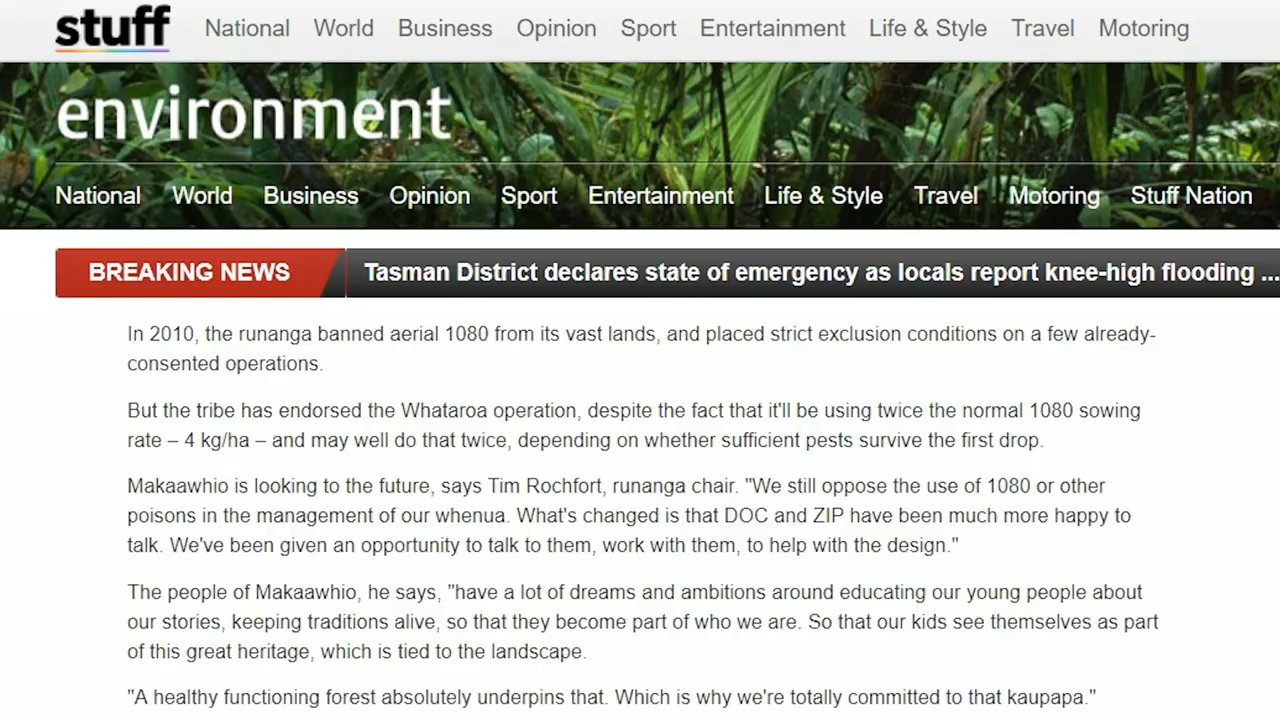 stuff National World Business Opinion Sport Entertainment Life & Style Travel Motoring
environment
National World Business Opinion Sport Entertainment Life & Style Travel Motoring Stuff Nation
BREAKING NEWS Tasman District declares state of emergency as locals report knee-high flooding ...
In 2010, the runanga banned aerial 1080 from its vast lands, and placed strict exclusion conditions on a few already-
consented operations.
But the tribe has endorsed the Whataroa operation, despite the fact that it'll be using twice the normal 1080 sowing
rate – 4 kg/ha – and may well do that twice, depending on whether sufficient pests survive the first drop.
Makaawhio is looking to the future, says Tim Rochfort, runanga chair. "We still oppose the use of 1080 or other
poisons in the management of our whenua. What's changed is that DOC and ZIP have been much more happy to
talk. We've been given an opportunity to talk to them, work with them, to help with the design."
The people of Makaawhio, he says, "have a lot of dreams and ambitions around educating our young people about
our stories, keeping traditions alive, so that they become part of who we are. So that our kids see themselves as part
of this great heritage, which is tied to the landscape.
"A healthy functioning forest absolutely underpins that. Which is why we're totally committed to that kaupapa."